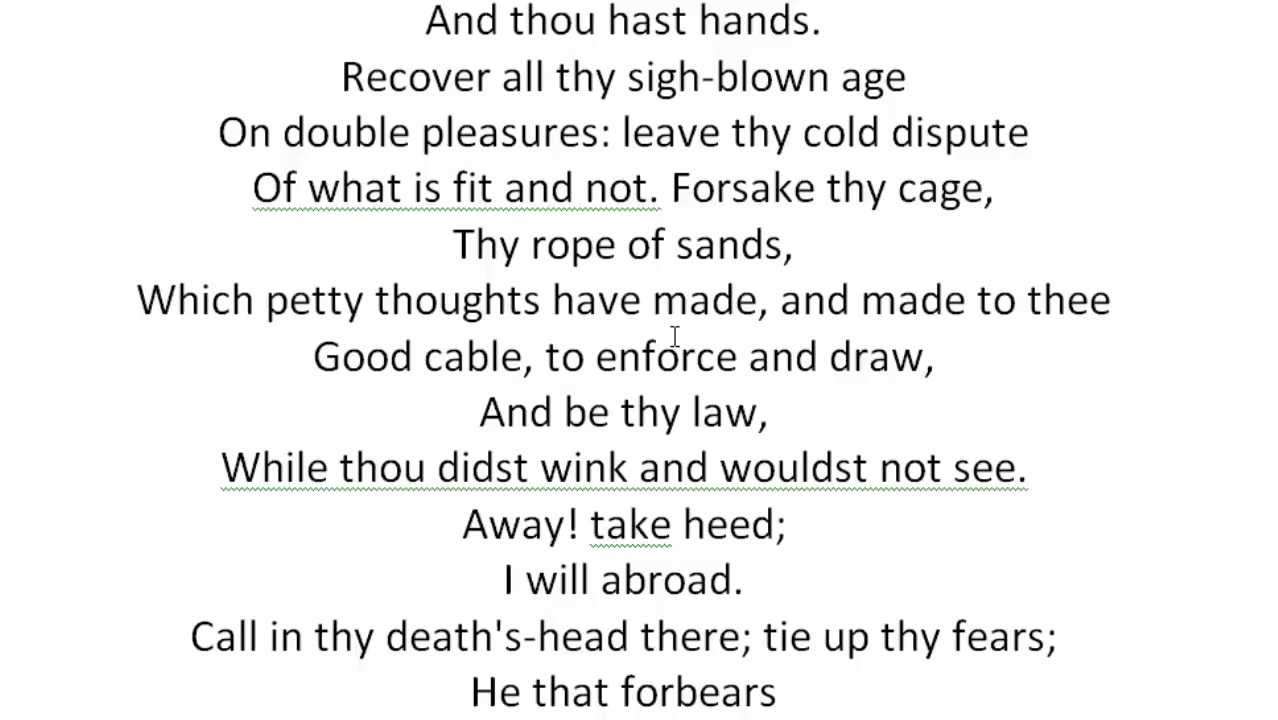 And thou hast hands.
Recover all thy sigh-blown age
On double pleasures: leave thy cold dispute
Of what is fit and not. Forsake thy cage,
Thy rope of sands,
Which petty thoughts have made, and made to thee
Good cable, to enforce and draw,
And be thy law,
While thou didst wink and wouldst not see.
Away! take heed;
I will abroad.
Call in thy death's-head there; tie up thy fears;
He that forbears